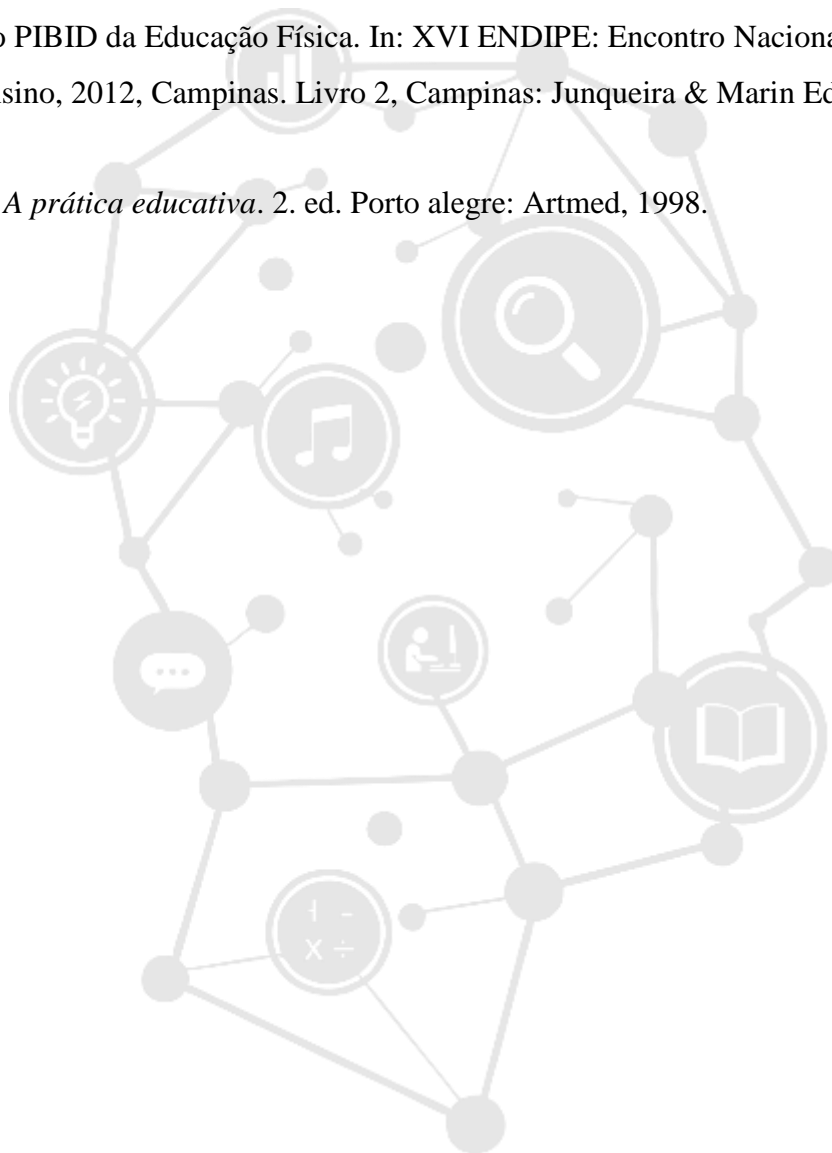 o PIBID da Educação Física. In: XVI ENDIPE: Encontro Naciona
sino, 2012, Campinas. Livro 2, Campinas: Junqueira & Marin Ed
A prática educativa. 2. ed. Porto alegre: Artmed, 1998.